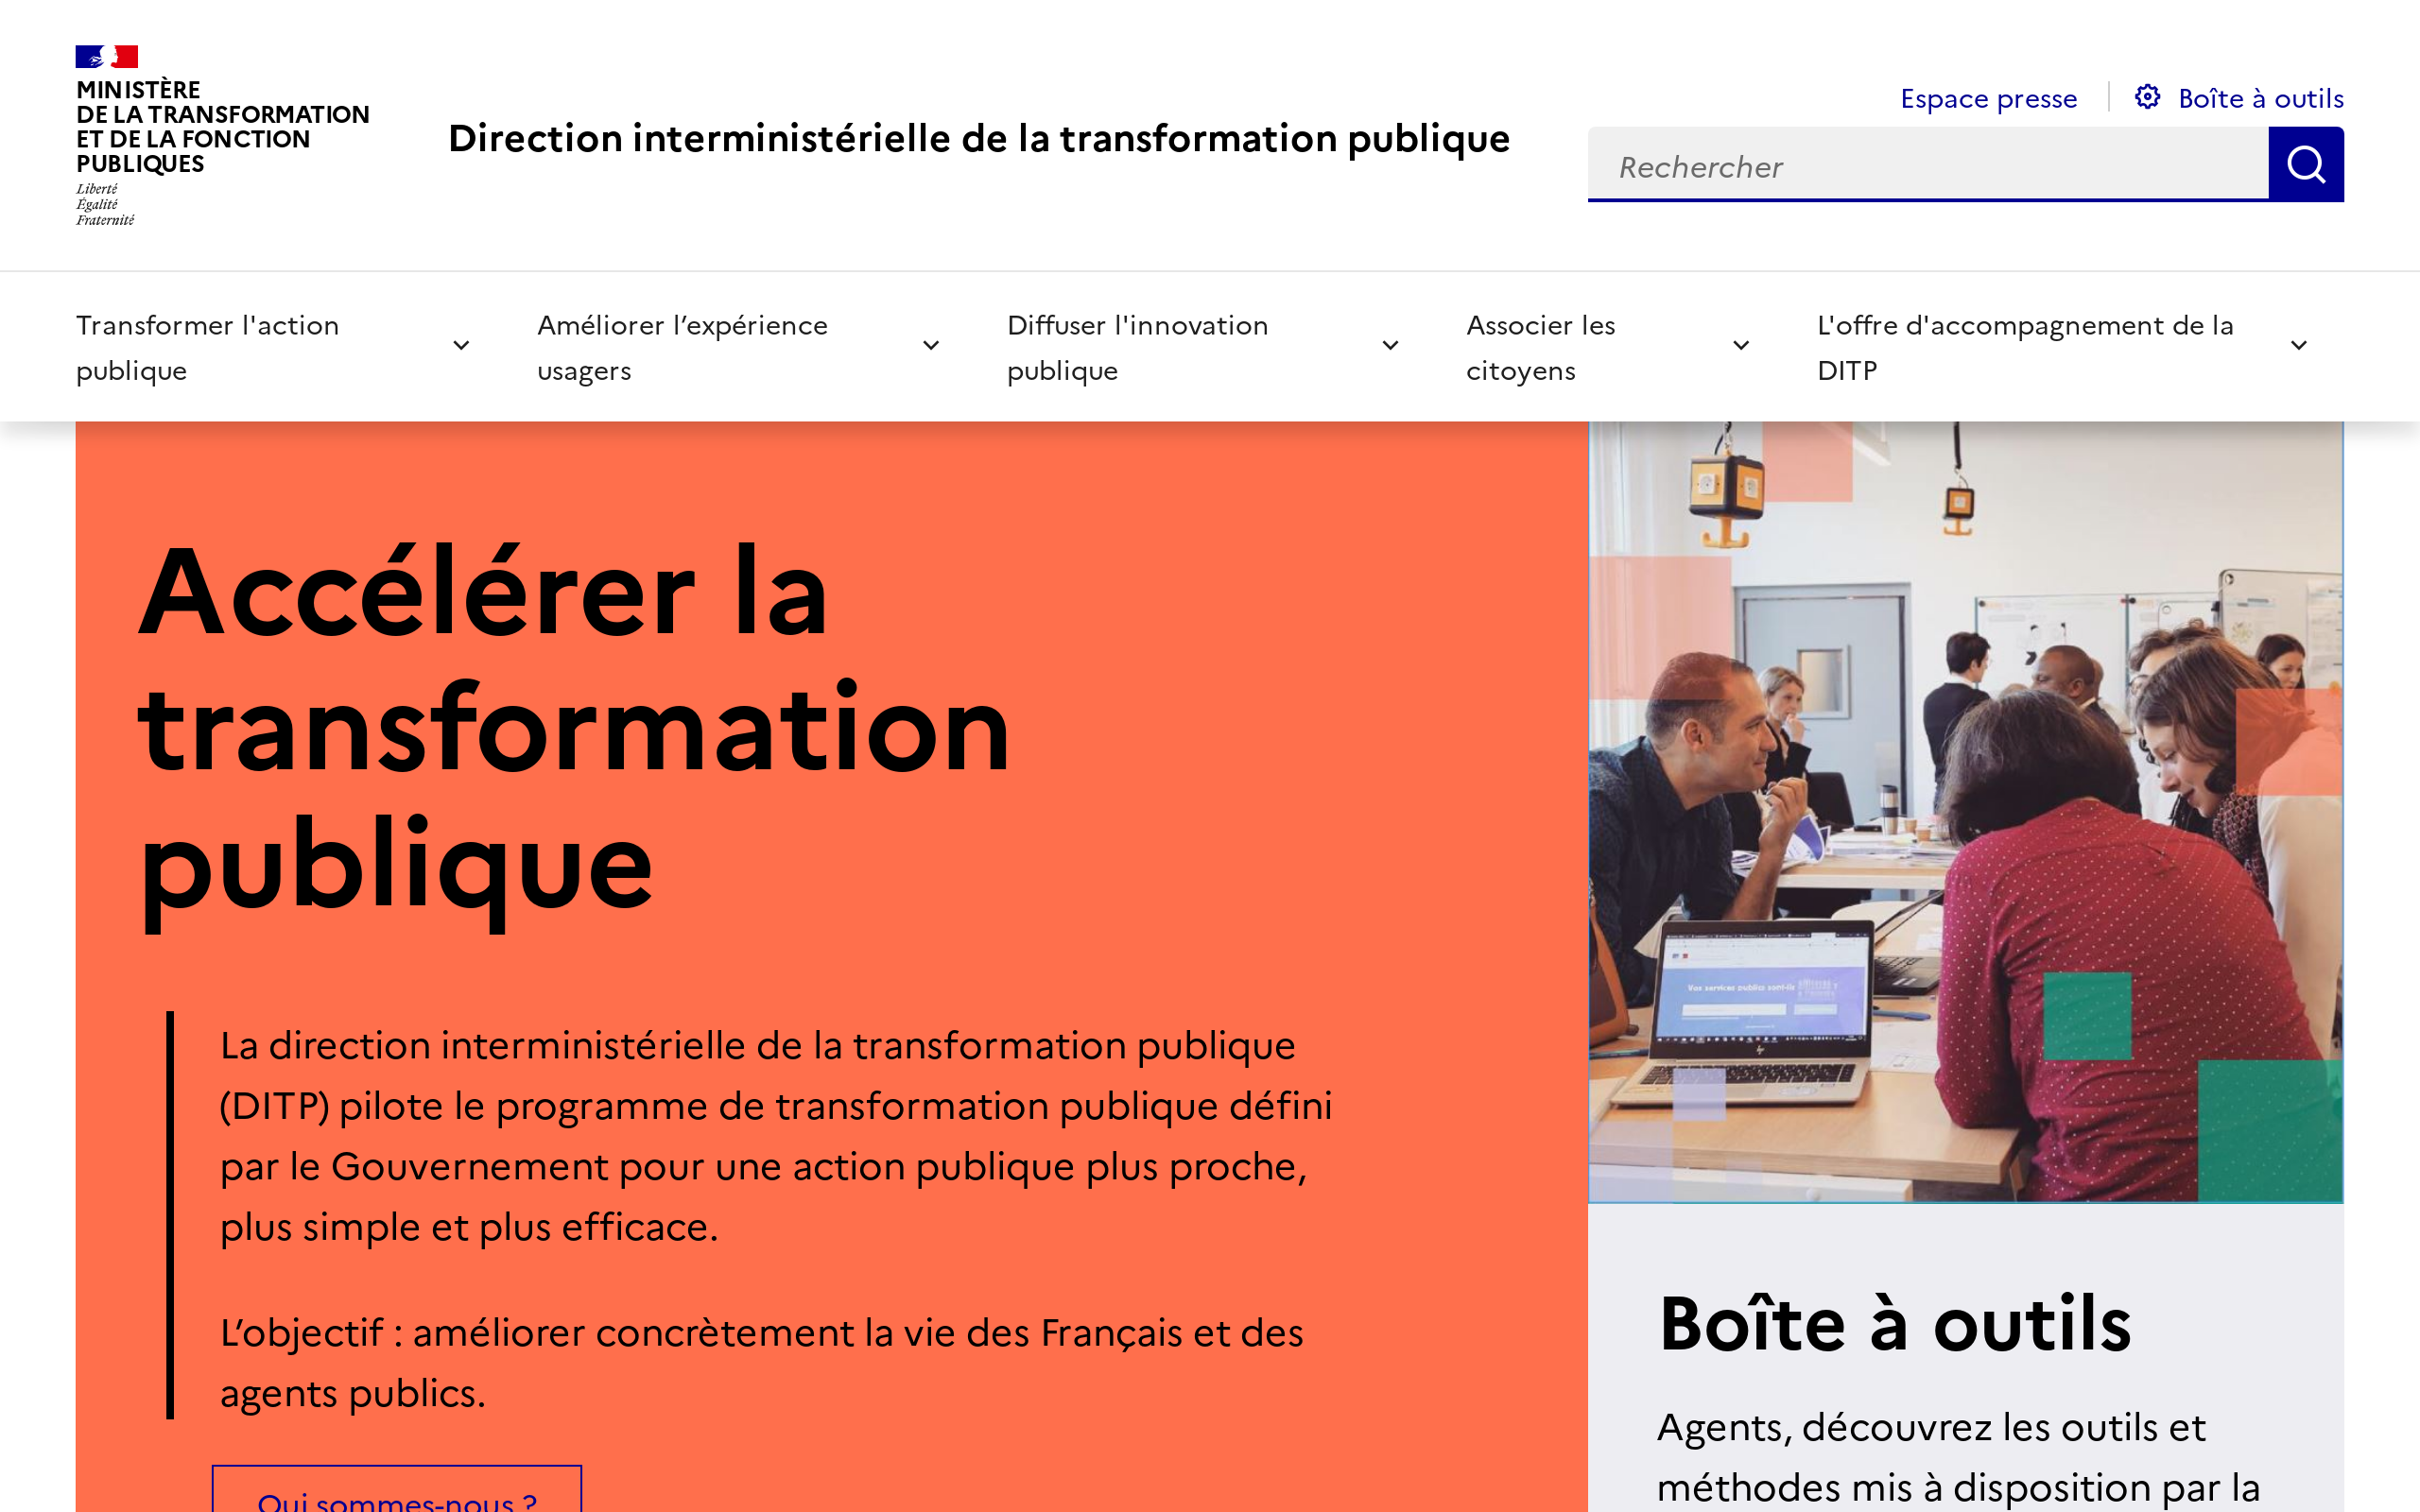 MINISTÈRE
DE LA TRANSFORMATION
ET DE LA FONCTION
PUBLIQUES
Liberté
Égalité
Fraternité
Direction interministérielle de la transformation publique
Espace presse
Boîte à outils
Rechercher
Transformer l'action
publique
Améliorer l’expérience
usagers
Diffuser l'innovation
publique
Associer les
citoyens
L'offre d'accompagnement de la
DITP
Accélérer la
transformation
publique
La direction interministérielle de la transformation publique
(DITP) pilote le programme de transformation publique défini
par le Gouvernement pour une action publique plus proche,
plus simple et plus efficace.
L’objectif : améliorer concrètement la vie des Français et des
agents publics.
Qui sommes-nous ?
Vos services publics sont-ils
Boîte à outils
Agents, découvrez les outils et
méthodes mis à disposition par la